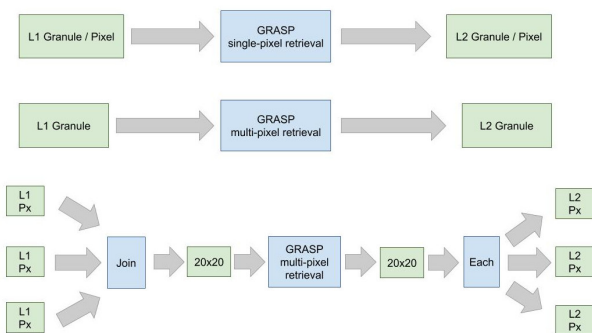 L1 Granule / Pixel
GRASP
single-pixel retrieval
L2 Granule / Pixel
L1 Granule
GRASP
multi-pixel retrieval
L2 Granule
L1
Px
L1
Px
L1
Px
Join
20x20
GRASP
multi-pixel
retrieval
20x20
Each
L2
Px
L2
Px
L2
Px